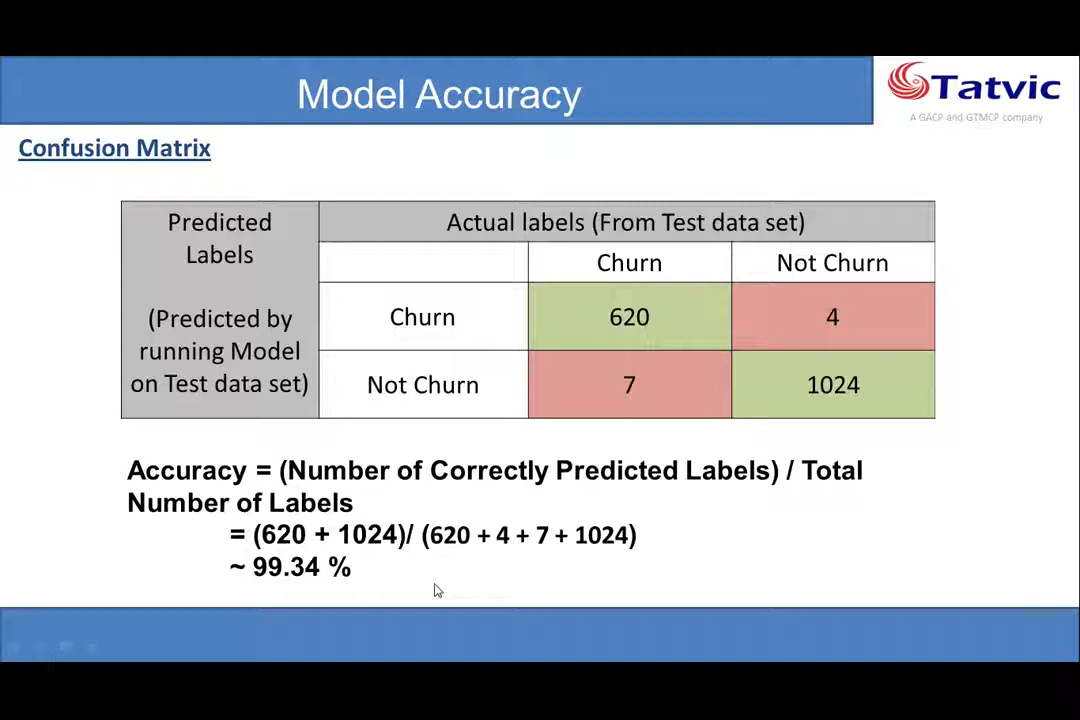 Model Accuracy
Tatvic
A GACP and GTMCP company
Confusion Matrix
Predicted
Labels
(Predicted by
running Model
on Test data set)
Actual labels (From Test data set)
Churn Not Churn
Churn 620 4
Not Churn 7 1024
Accuracy = (Number of Correctly Predicted Labels) / Total
Number of Labels
= (620 + 1024)/ (620 + 4 + 7 + 1024)
~ 99.34 %